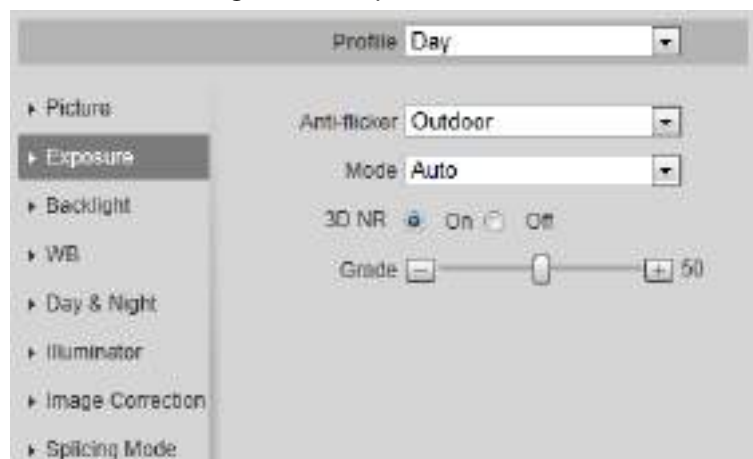 Profile Day
Picture
Exposure
Backlight
WB
Day & Night
Illuminator
Image Correction
Splicing Mode
Anti-flicker Outdoor
Mode Auto
3D NR On Off
Grade 50